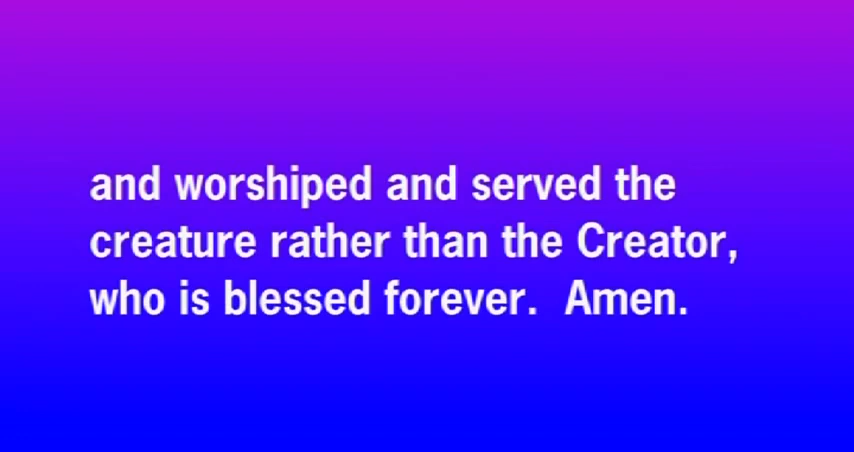 and worshiped and served the
creature rather than the Creator,
who is blessed forever.  Amen.